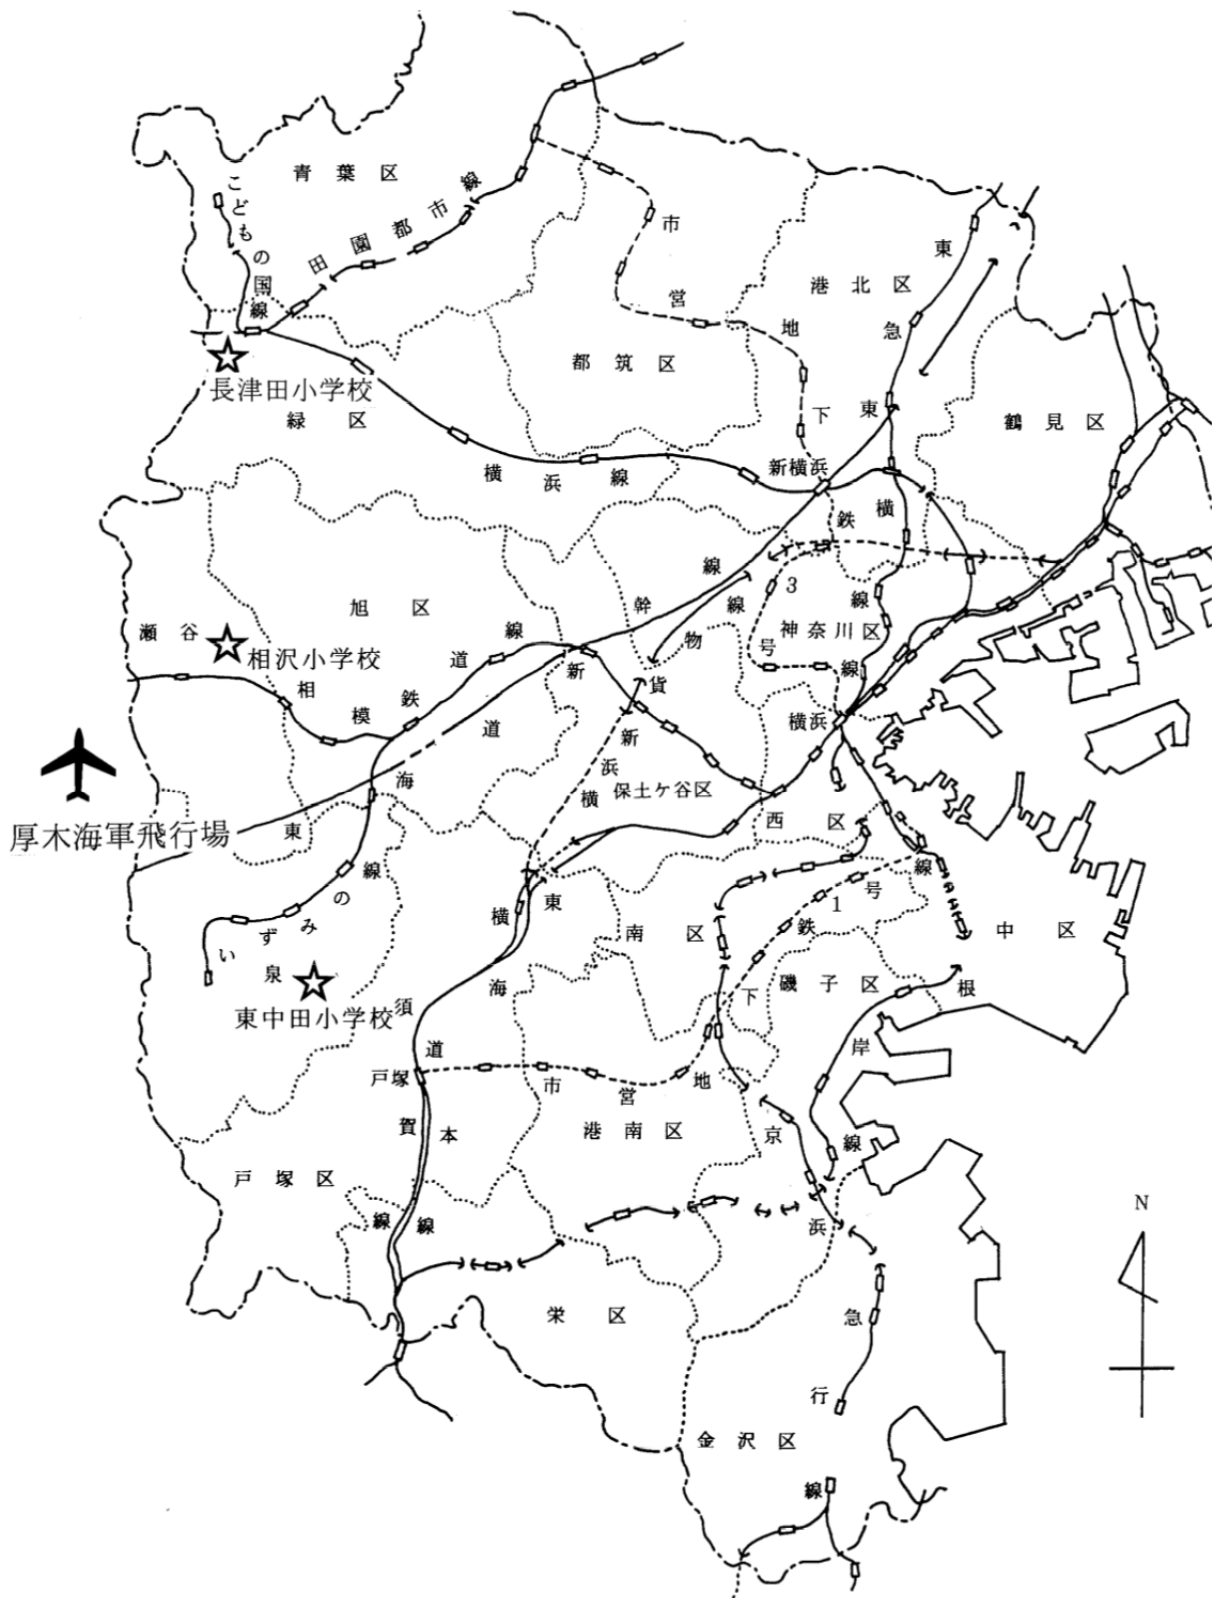 青葉区
こどもの国線
田園都市線
市営地下鉄3号線
港北区
東急東横線
都筑区
鶴見区
長津田小学校
緑区
横浜線
新横浜
旭区
瀬谷
相沢小学校
相模鉄道線
東海道新幹線
貨物線
神奈川区
横浜
新横浜
保土ケ谷区
西区
厚木海軍飛行場
いずみの線
泉
東中田小学校
横須賀線
東海道本線
南区
市営地下鉄1号線
中区
磯子区
根岸線
戸塚
港南区
京浜急行線
戸塚区
栄区
金沢区
N